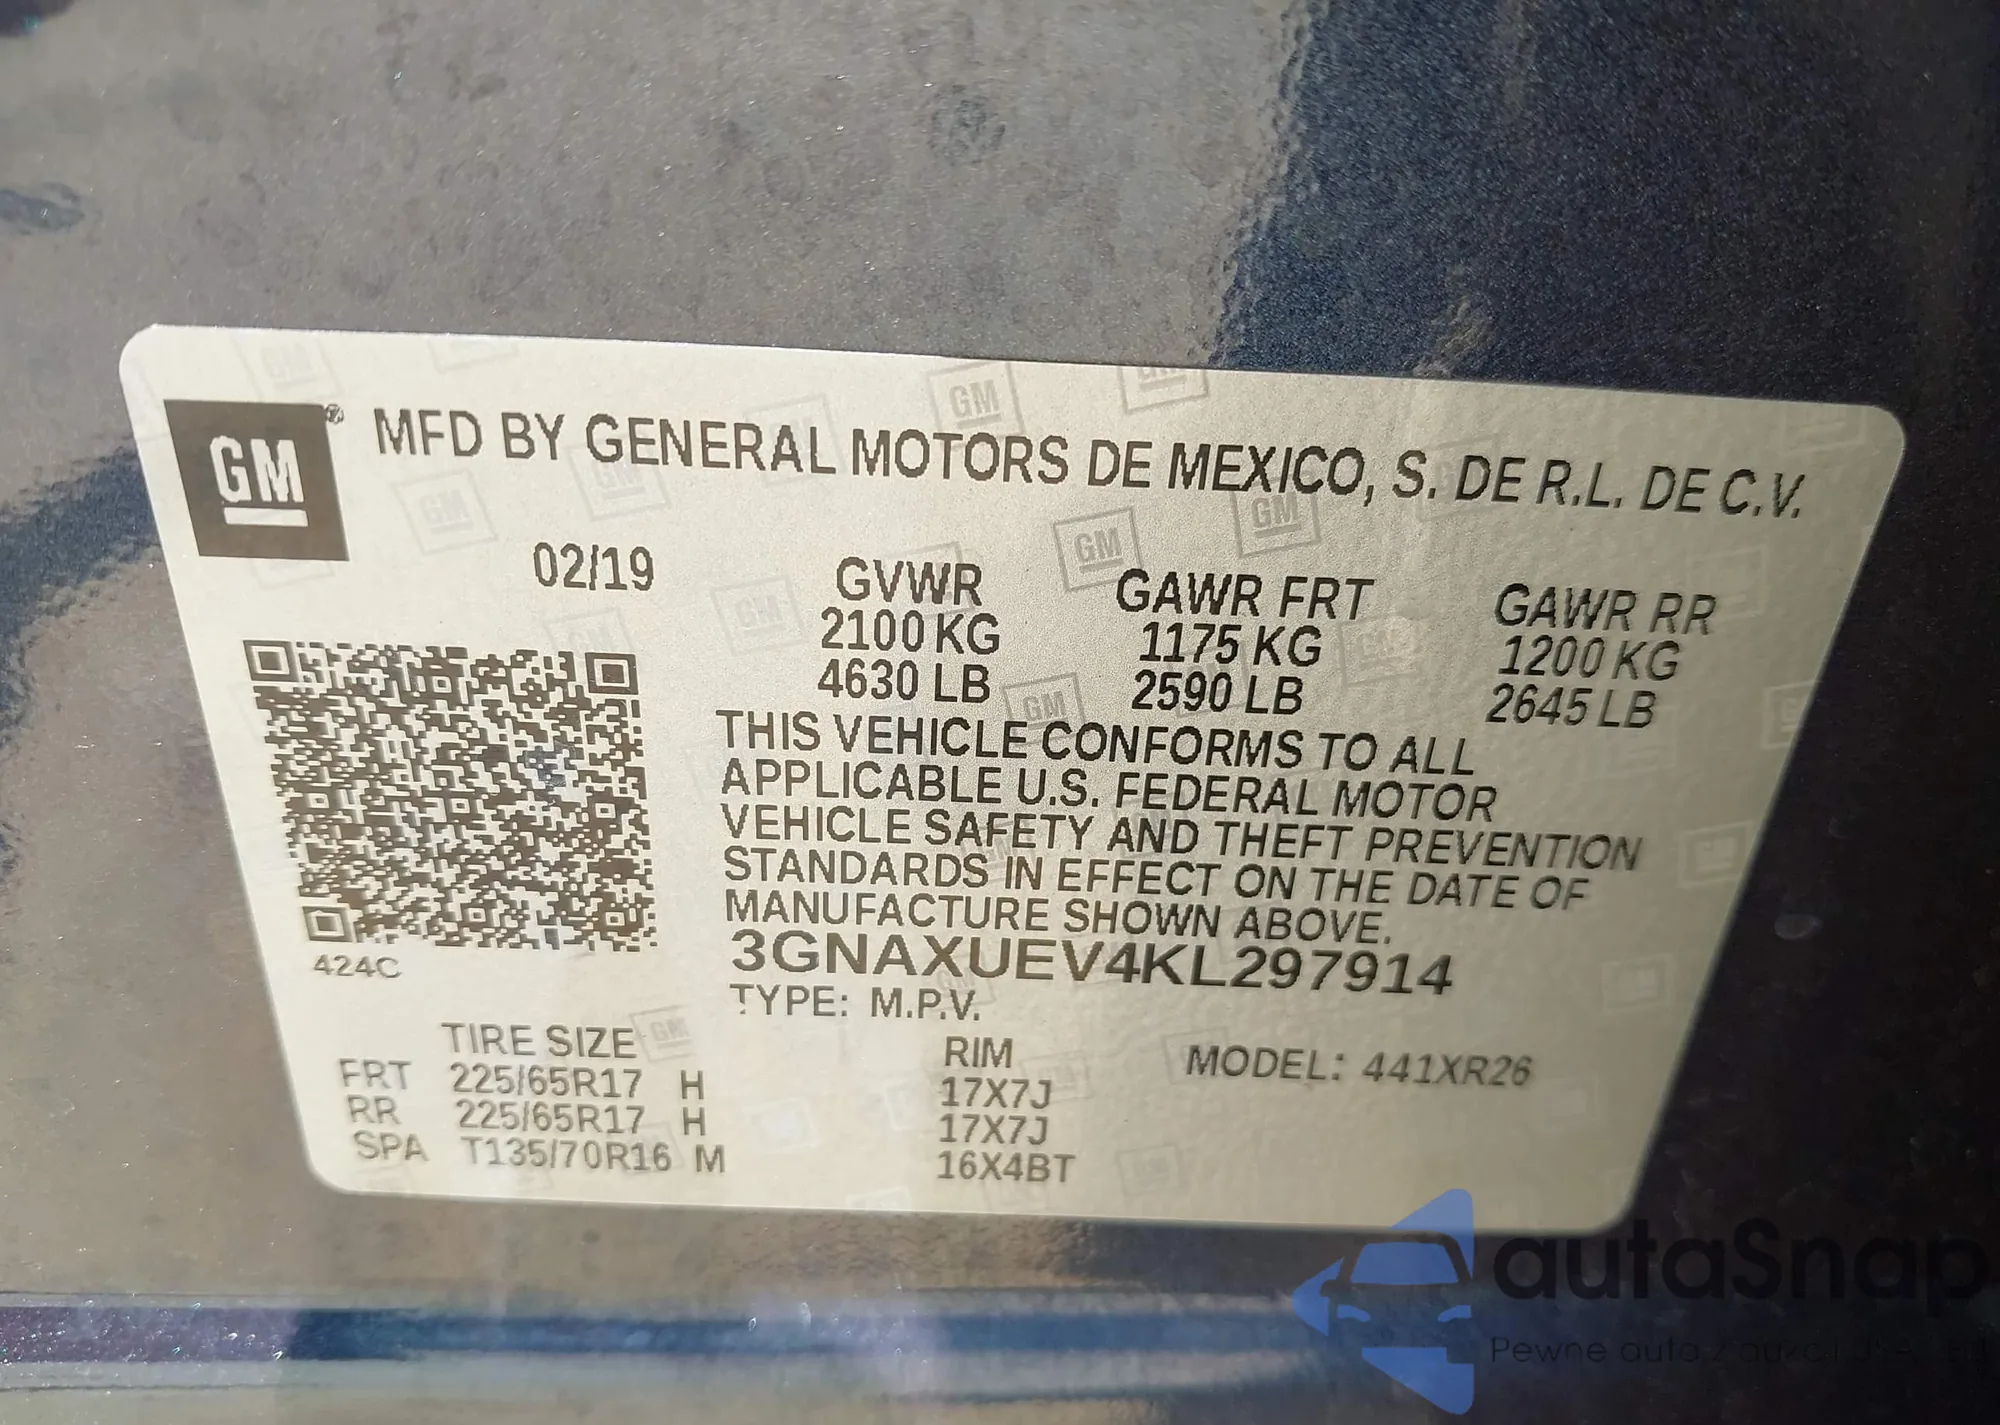 GM® MFD BY GENERAL MOTORS DE MEXICO, S. DE R.L. DE C.V.
02/19 GVWR GAWR FRT GAWR RR
2100 KG 1175 KG 1200 KG
4630 LB 2590 LB 2645 LB
THIS VEHICLE CONFORMS TO ALL
APPLICABLE U.S. FEDERAL MOTOR
VEHICLE SAFETY AND THEFT PREVENTION
STANDARDS IN EFFECT ON THE DATE OF
MANUFACTURE SHOWN ABOVE.
424C 3GNAXUEV4KL297914
TYPE: M.P.V.
TIRE SIZE RIM MODEL: 441XR26
FRT 225/65R17 H 17X7J
RR 225/65R17 H 17X7J
SPA T135/70R16 M 16X4BT
autaSnap
Pewne auto z